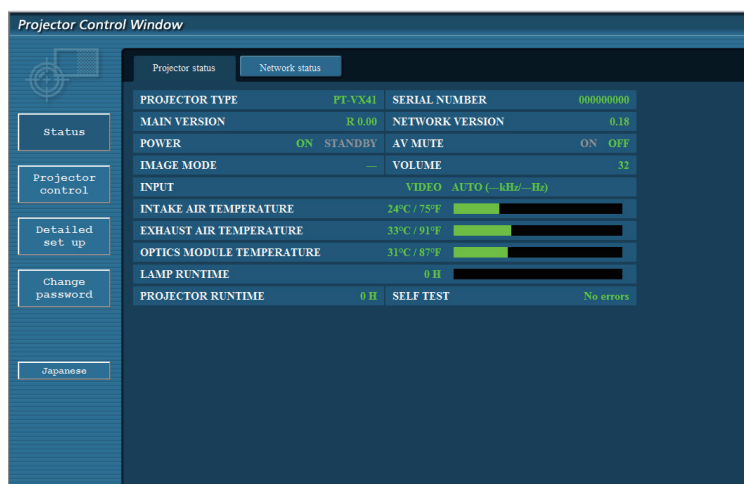 Projector Control Window
Projector status Network status
Status
Projector control
Detailed set up
Change password
Japanese
PROJECTOR TYPE PT-VX41 SERIAL NUMBER 000000000
MAIN VERSION R 0.00 NETWORK VERSION 0.18
POWER ON STANDBY AV MUTE ON OFF
IMAGE MODE — VOLUME 32
INPUT VIDEO AUTO (---kHz/---Hz)
INTAKE AIR TEMPERATURE 24°C / 75°F
EXHAUST AIR TEMPERATURE 33°C / 91°F
OPTICS MODULE TEMPERATURE 31°C / 87°F
LAMP RUNTIME 0 H
PROJECTOR RUNTIME 0 H SELF TEST No errors